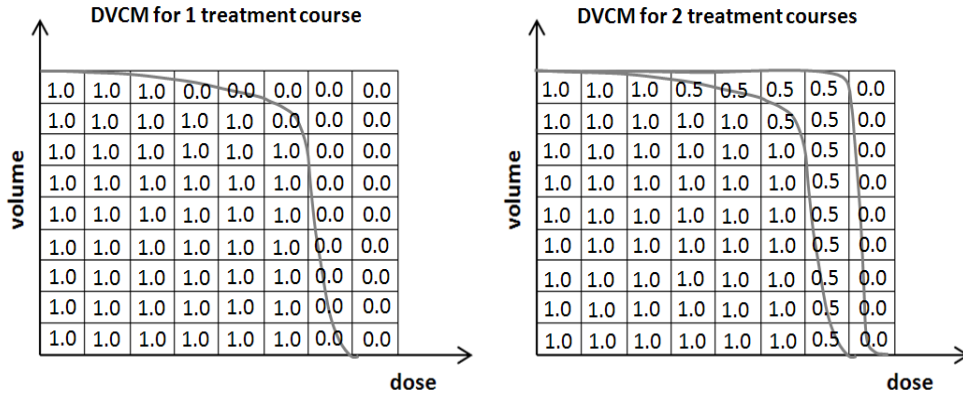 DVCM for 1 treatment course
1.0 1.0 1.0 0.0 0.0 0.0 0.0 0.0
1.0 1.0 1.0 1.0 1.0 0.0 0.0 0.0
1.0 1.0 1.0 1.0 1.0 1.0 0.0 0.0
1.0 1.0 1.0 1.0 1.0 1.0 0.0 0.0
1.0 1.0 1.0 1.0 1.0 1.0 0.0 0.0
1.0 1.0 1.0 1.0 1.0 1.0 0.0 0.0
1.0 1.0 1.0 1.0 1.0 1.0 0.0 0.0
1.0 1.0 1.0 1.0 1.0 1.0 0.0 0.0
1.0 1.0 1.0 1.0 1.0 1.0 0.0 0.0
volume
dose
DVCM for 2 treatment courses
1.0 1.0 1.0 0.5 0.5 0.5 0.5 0.0
1.0 1.0 1.0 1.0 1.0 0.5 0.5 0.0
1.0 1.0 1.0 1.0 1.0 1.0 0.5 0.0
1.0 1.0 1.0 1.0 1.0 1.0 0.5 0.0
1.0 1.0 1.0 1.0 1.0 1.0 0.5 0.0
1.0 1.0 1.0 1.0 1.0 1.0 0.5 0.0
1.0 1.0 1.0 1.0 1.0 1.0 0.5 0.0
1.0 1.0 1.0 1.0 1.0 1.0 0.5 0.0
1.0 1.0 1.0 1.0 1.0 1.0 0.5 0.0
volume
dose